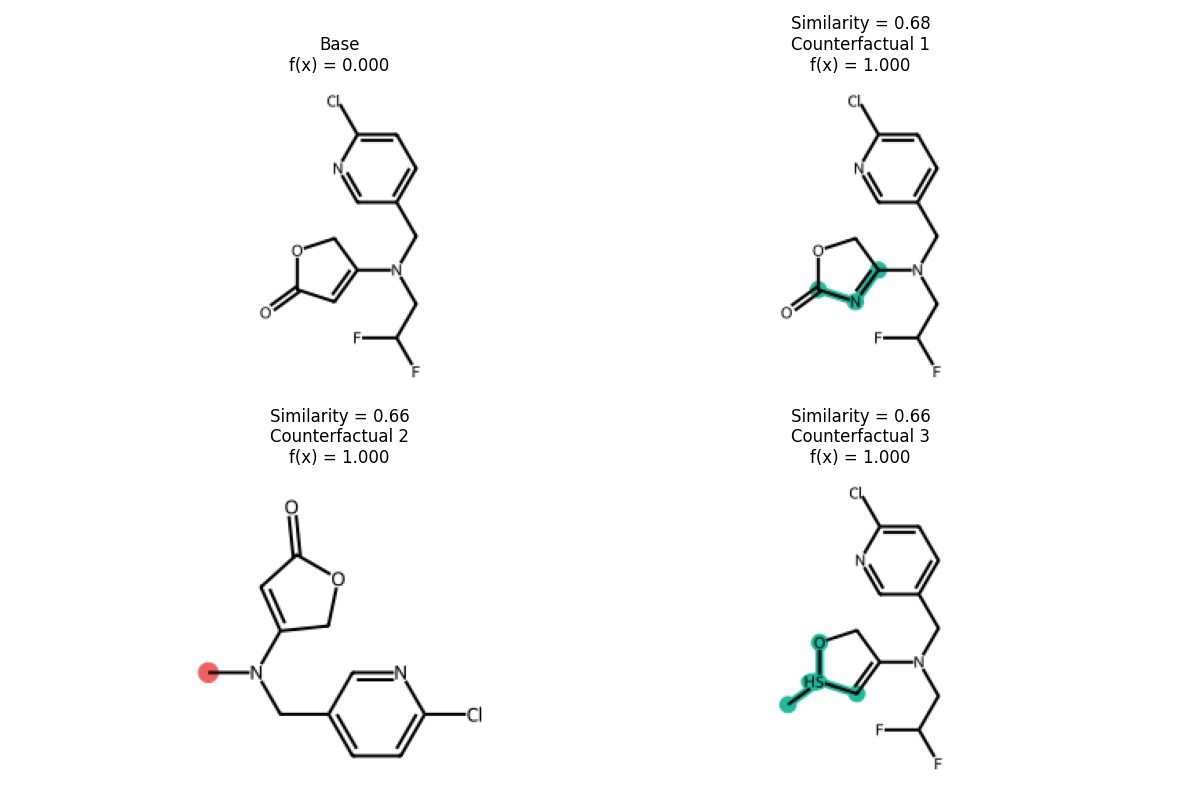 Base
f(x) = 0.000
Cl
N
O
N
O
F
F
Similarity = 0.68
Counterfactual 1
f(x) = 1.000
Cl
N
O
N
O
N
F
F
Similarity = 0.66
Counterfactual 2
f(x) = 1.000
O
O
N
N
Cl
Similarity = 0.66
Counterfactual 3
f(x) = 1.000
Cl
N
O
N
HS
F
F